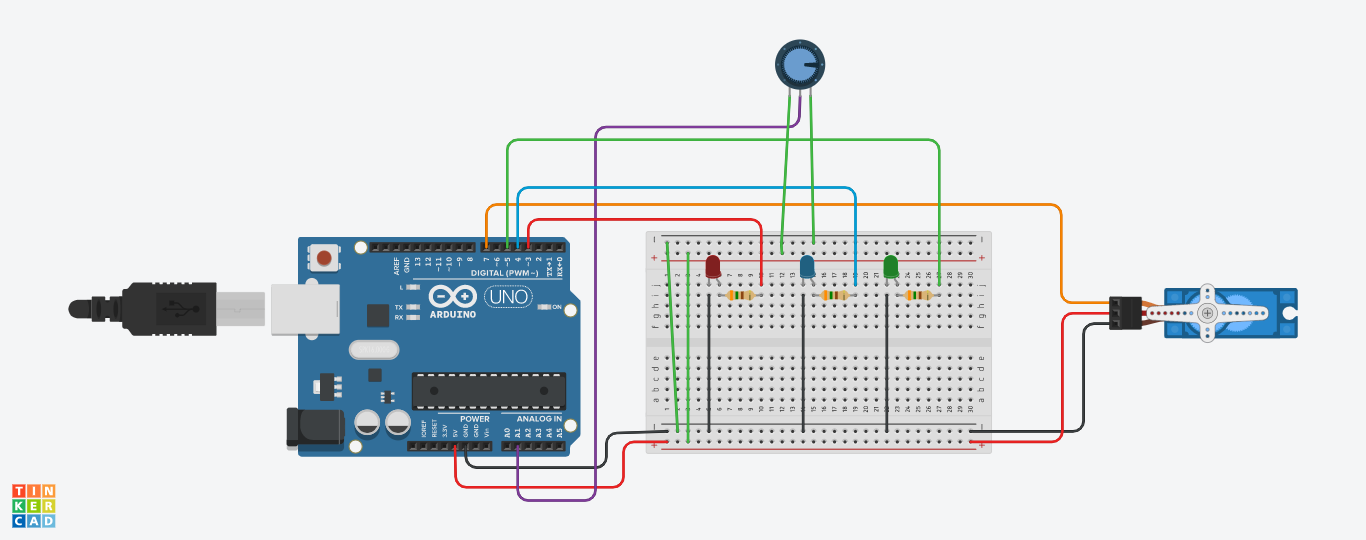 AREF
GND
13
12
~11
~10
~9
8
7
~6
~5
4
~3
2
TX→1
RX←0
DIGITAL (PWM~)
L
TX
RX
UNO
ON
ARDUINO
POWER
ANALOG IN
IOREF
RESET
3.3V
5V
GND
GND
Vin
A0
A1
A2
A3
A4
A5
TIN
KER
CAD